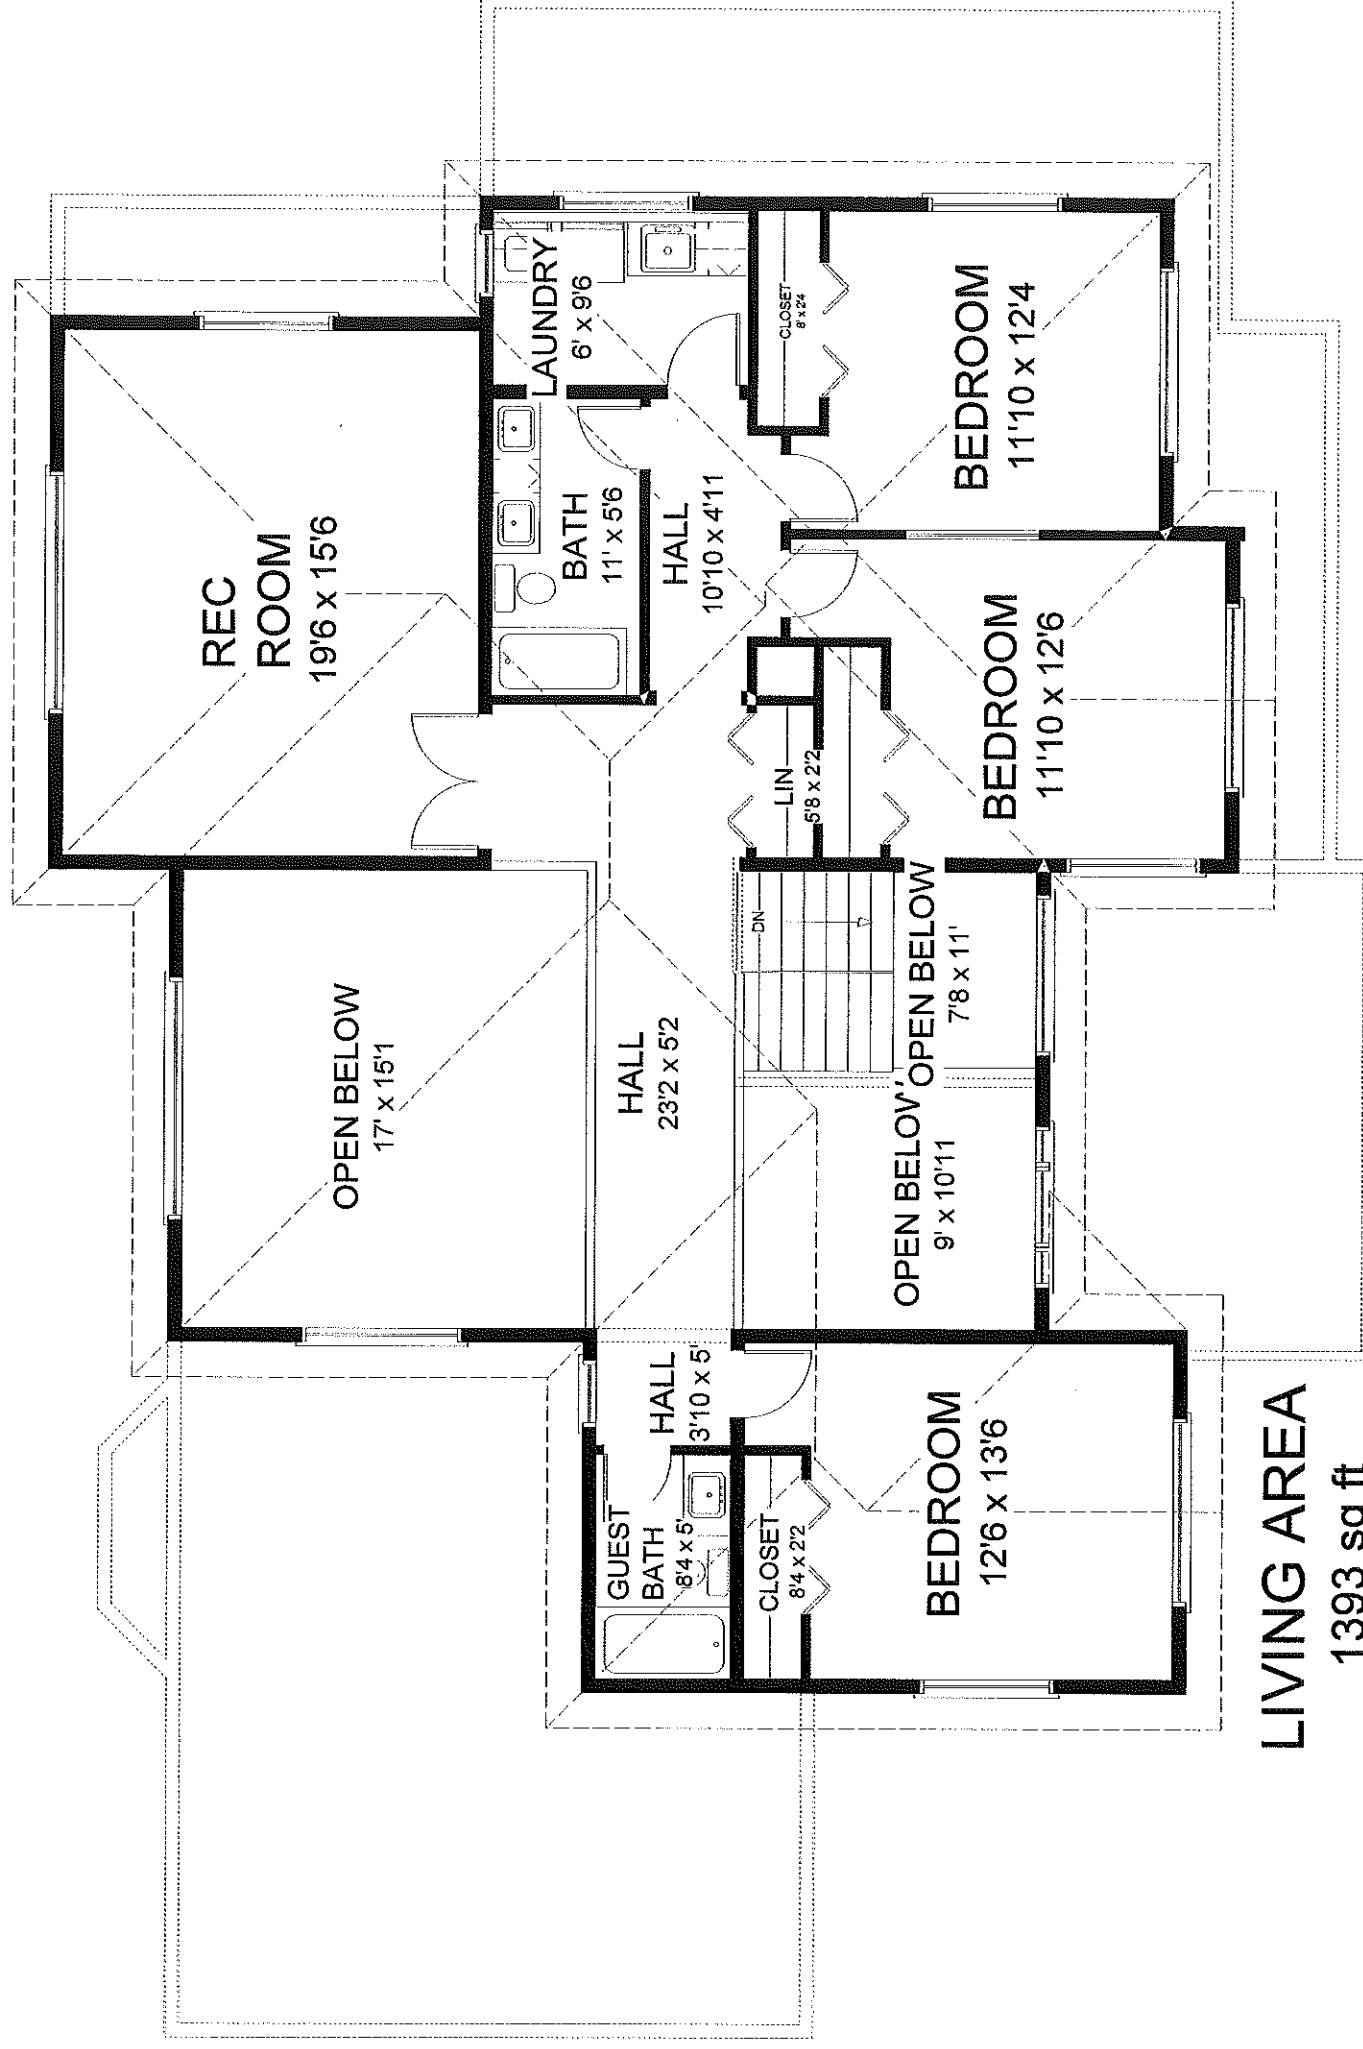 REC
ROOM
19'6 x 15'6
OPEN BELOW
17' x 15'1
LAUNDRY
6' x 9'6
BATH
11' x 5'6
HALL
10'10 x 4'11
HALL
23'2 x 5'2
HALL
3'10 x 5'
GUEST
BATH
8'4 x 5'
CLOSET
8' x 2'4
BEDROOM
11'10 x 12'4
LIN
5'8 x 2'2
BEDROOM
11'10 x 12'6
DN
OPEN BELOW
7'8 x 11'
OPEN BELOW
9' x 10'11
CLOSET
8'4 x 2'2
BEDROOM
12'6 x 13'6
LIVING AREA
1393 sq ft